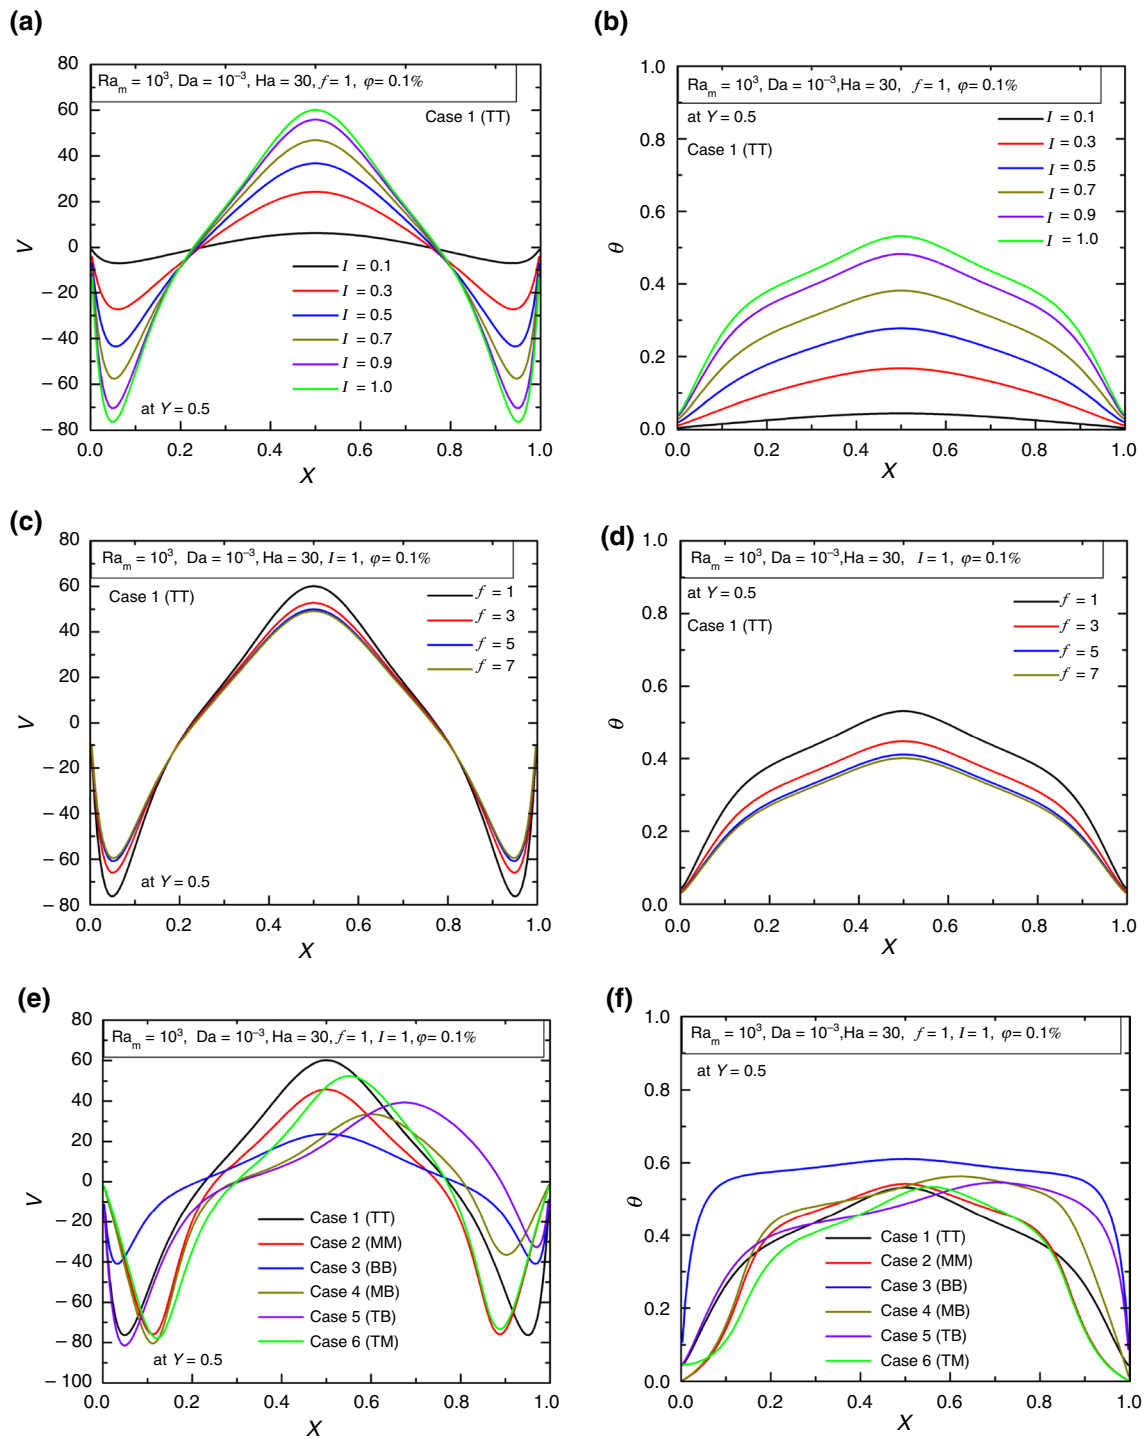 (a)
Ra_m = 10³, Da = 10⁻³, Ha = 30, f = 1, φ= 0.1%
Case 1 (TT)
I = 0.1
I = 0.3
I = 0.5
I = 0.7
I = 0.9
I = 1.0
at Y = 0.5
80
60
40
20
0
− 20
− 40
− 60
− 80
V
0.0 0.2 0.4 0.6 0.8 1.0
X
(b)
Ra_m = 10³, Da = 10⁻³,Ha = 30, f = 1, φ= 0.1%
at Y = 0.5
Case 1 (TT)
I = 0.1
I = 0.3
I = 0.5
I = 0.7
I = 0.9
I = 1.0
1.0
0.8
0.6
0.4
0.2
0.0
θ
0.0 0.2 0.4 0.6 0.8 1.0
X
(c)
Ra_m = 10³, Da = 10⁻³, Ha = 30, I = 1, φ= 0.1%
Case 1 (TT)
f = 1
f = 3
f = 5
f = 7
at Y = 0.5
80
60
40
20
0
− 20
− 40
− 60
− 80
V
0.0 0.2 0.4 0.6 0.8 1.0
X
(d)
Ra_m = 10³, Da = 10⁻³,Ha = 30, I = 1, φ= 0.1%
at Y = 0.5
Case 1 (TT)
f = 1
f = 3
f = 5
f = 7
1.0
0.8
0.6
0.4
0.2
0.0
θ
0.0 0.2 0.4 0.6 0.8 1.0
X
(e)
Ra_m = 10³, Da = 10⁻³, Ha = 30, f = 1, I = 1, φ= 0.1%
Case 1 (TT)
Case 2 (MM)
Case 3 (BB)
Case 4 (MB)
Case 5 (TB)
Case 6 (TM)
at Y = 0.5
80
60
40
20
0
− 20
− 40
− 60
− 80
− 100
V
0.0 0.2 0.4 0.6 0.8 1.0
X
(f)
Ra_m = 10³, Da = 10⁻³,Ha = 30, f = 1, I = 1, φ= 0.1%
at Y = 0.5
Case 1 (TT)
Case 2 (MM)
Case 3 (BB)
Case 4 (MB)
Case 5 (TB)
Case 6 (TM)
1.0
0.8
0.6
0.4
0.2
0.0
θ
0.0 0.2 0.4 0.6 0.8 1.0
X